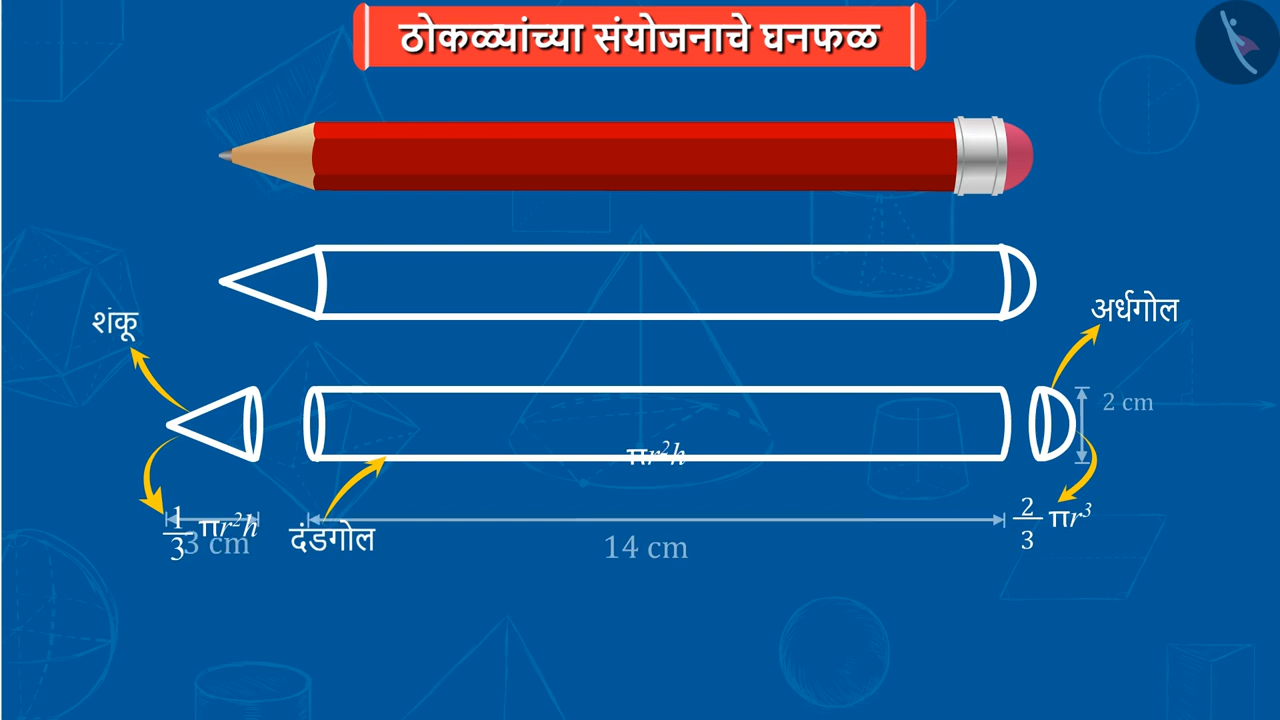 ठोकळ्यांच्या संयोजनाचे घनफळ
शंकू
अर्धगोल
2 cm
πr²h
1/3 πr²h
3 cm
दंडगोल
14 cm
2/3 πr³